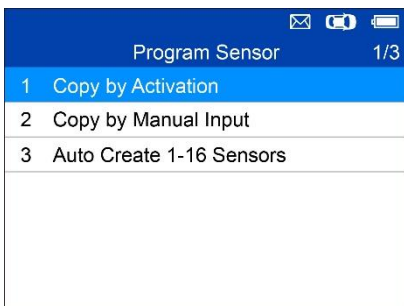 Program Sensor 1/3
1 Copy by Activation
2 Copy by Manual Input
3 Auto Create 1-16 Sensors